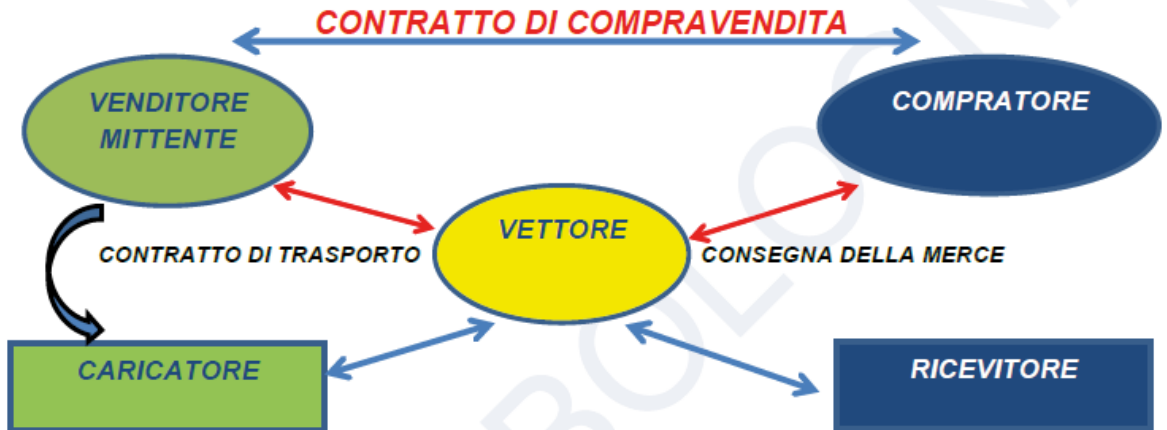 CONTRATTO DI COMPRAVENDITA
VENDITORE
MITTENTE
COMPRATORE
VETTORE
CONTRATTO DI TRASPORTO
CONSEGNA DELLA MERCE
CARICATORE
RICEVITORE